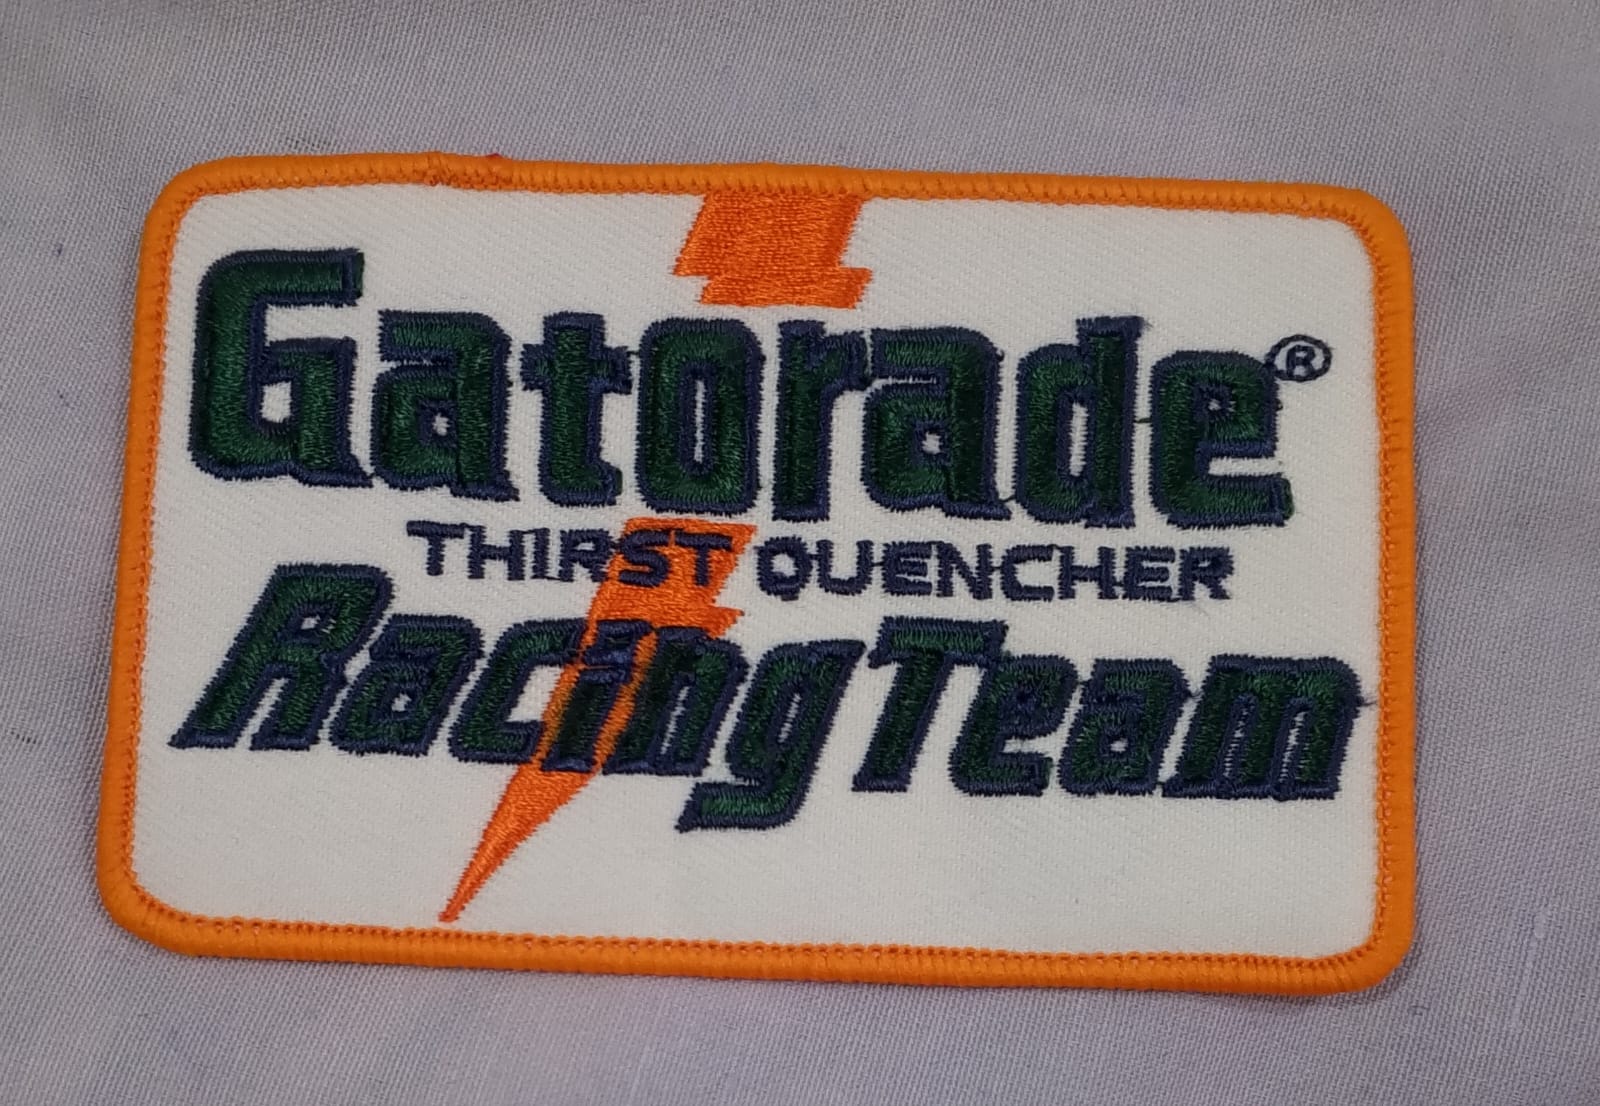 Gatorade®
THIRST QUENCHER
Racing Team